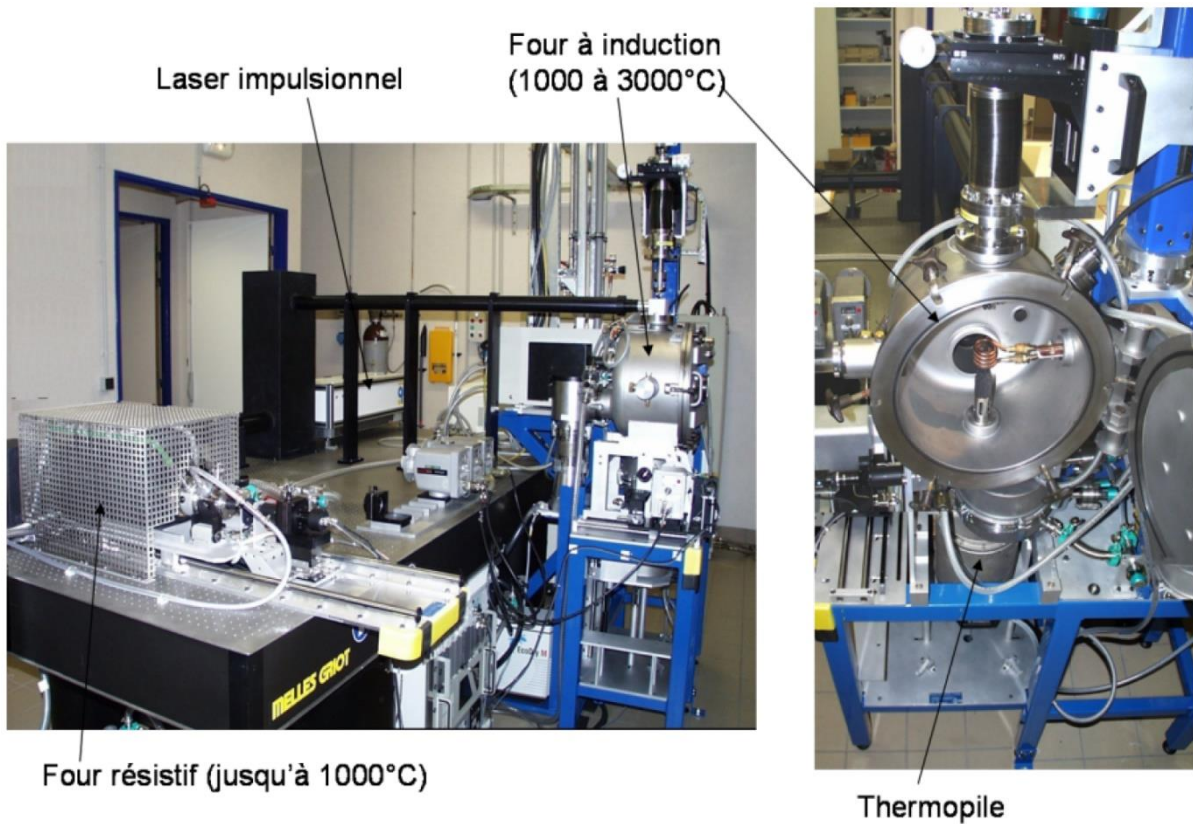 Four à induction
(1000 à 3000°C)
Laser impulsionnel
MELLES GRIOT
Four résistif (jusqu'à 1000°C)
Thermopile